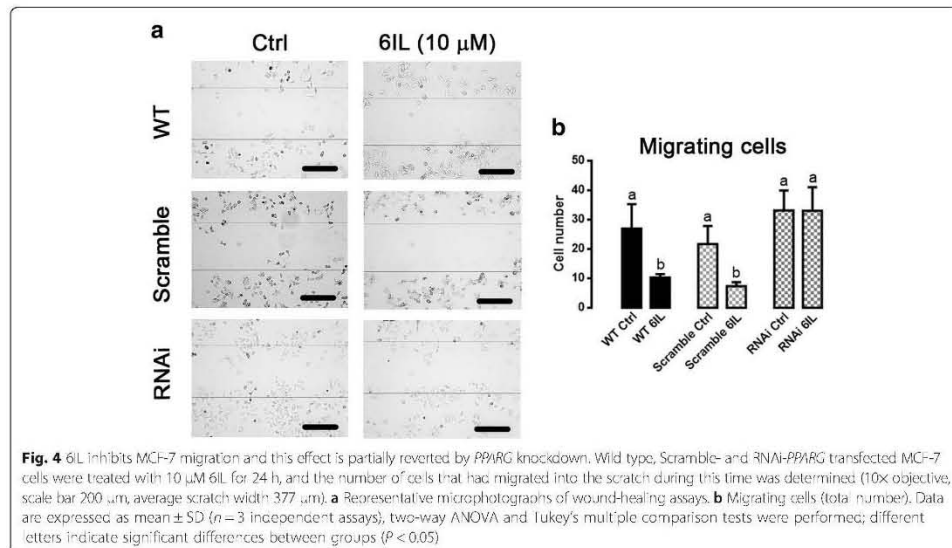 a
Ctrl 6IL (10 µM)
WT
Scramble
RNAi
b
Migrating cells
Cell number
50
40
30
20
10
0
a
b
a
b
a
a
WT Ctrl
WT 6IL
Scramble Ctrl
Scramble 6IL
RNAi Ctrl
RNAi 6IL
Fig. 4 6IL inhibits MCF-7 migration and this effect is partially reverted by PPARG knockdown. Wild type, Scramble- and RNAi-PPARG transfected MCF-7
cells were treated with 10 µM 6IL for 24 h, and the number of cells that had migrated into the scratch during this time was determined (10× objective,
scale bar 200 µm, average scratch width 377 µm). a Representative microphotographs of wound-healing assays. b Migrating cells (total number). Data
are expressed as mean ± SD (n = 3 independent assays), two-way ANOVA and Tukey's multiple comparison tests were performed; different
letters indicate significant differences between groups (P < 0.05)